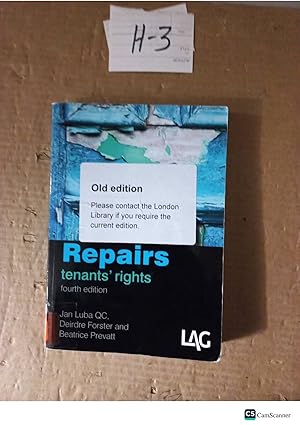 H-3
Old edition
Please contact the London
Library if you require the
current edition.
Repairs
tenants' rights
fourth edition
Jan Luba QC,
Deirdre Forster and
Beatrice Prevatt
LAG
CS CamScanner